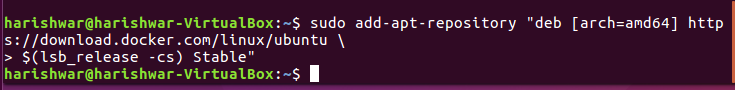 harishwar@harishwar-VirtualBox:~$ sudo add-apt-repository "deb [arch=amd64] http
s://download.docker.com/linux/ubuntu \
> $(lsb_release -cs) Stable"
harishwar@harishwar-VirtualBox:~$